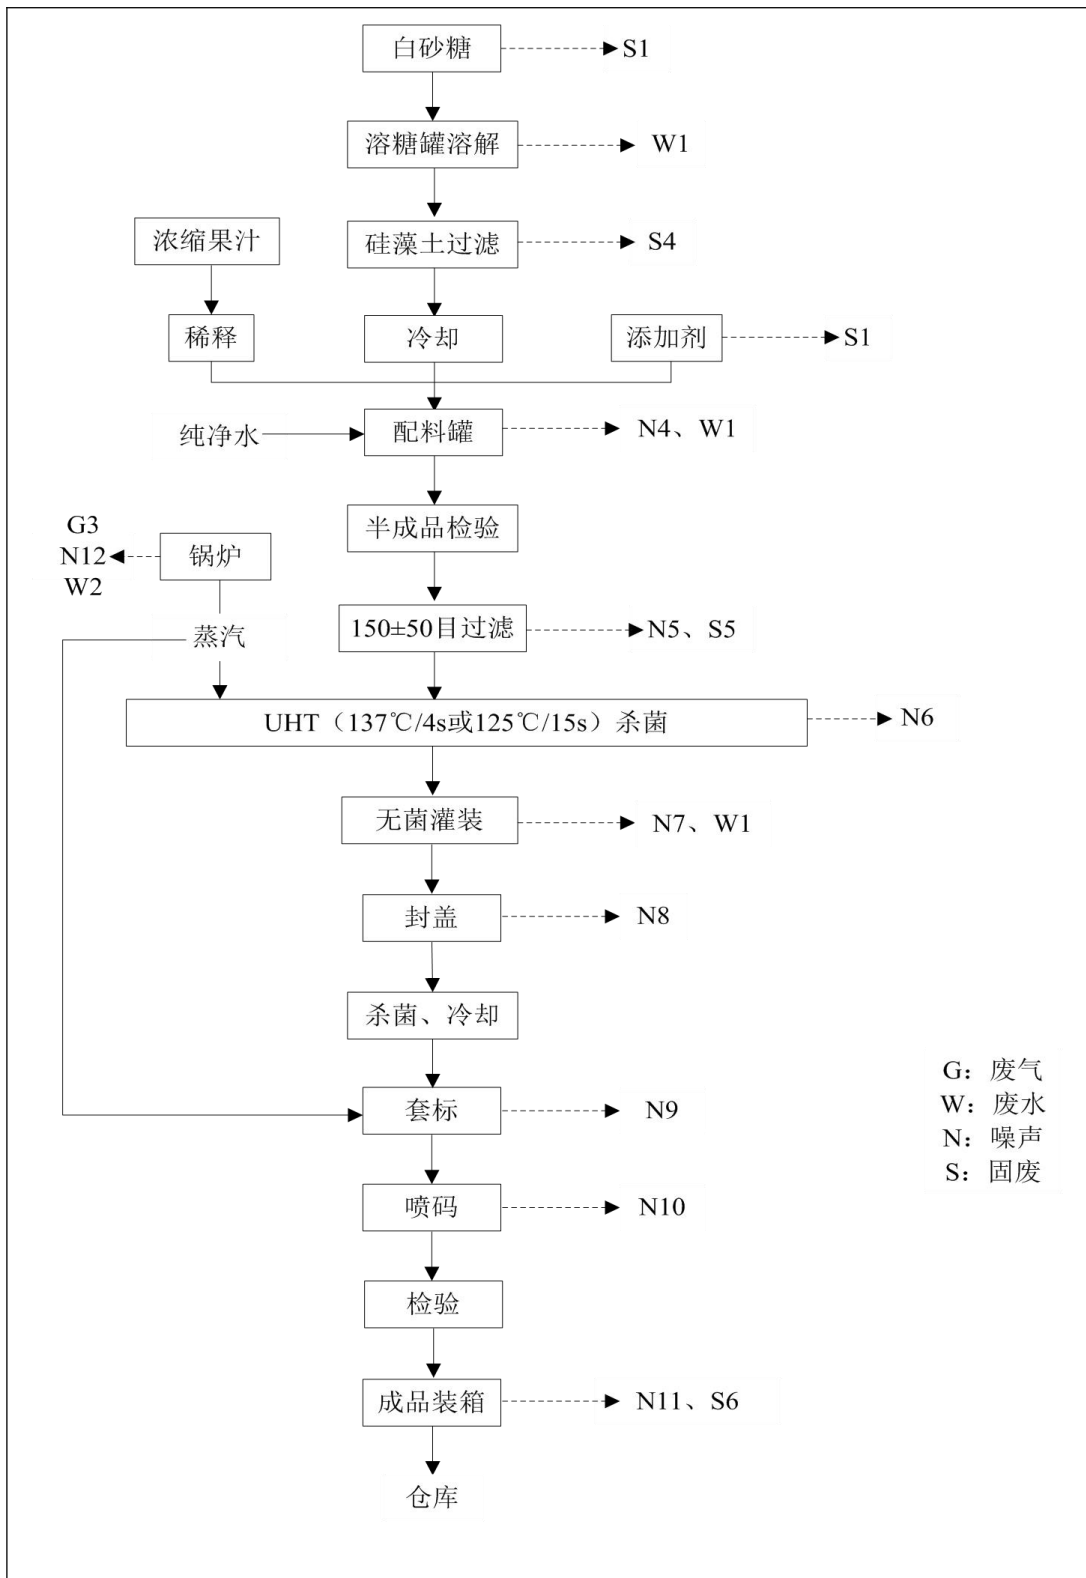 白砂糖
S1
溶糖罐溶解
W1
浓缩果汁
硅藻土过滤
S4
稀释
冷却
添加剂
S1
纯净水
配料罐
N4、W1
半成品检验
G3
N12
W2
锅炉
150±50目过滤
N5、S5
蒸汽
UHT（137℃/4s或125℃/15s）杀菌
N6
无菌灌装
N7、W1
封盖
N8
杀菌、冷却
套标
N9
喷码
N10
检验
成品装箱
N11、S6
仓库
G：废气
W：废水
N：噪声
S：固废